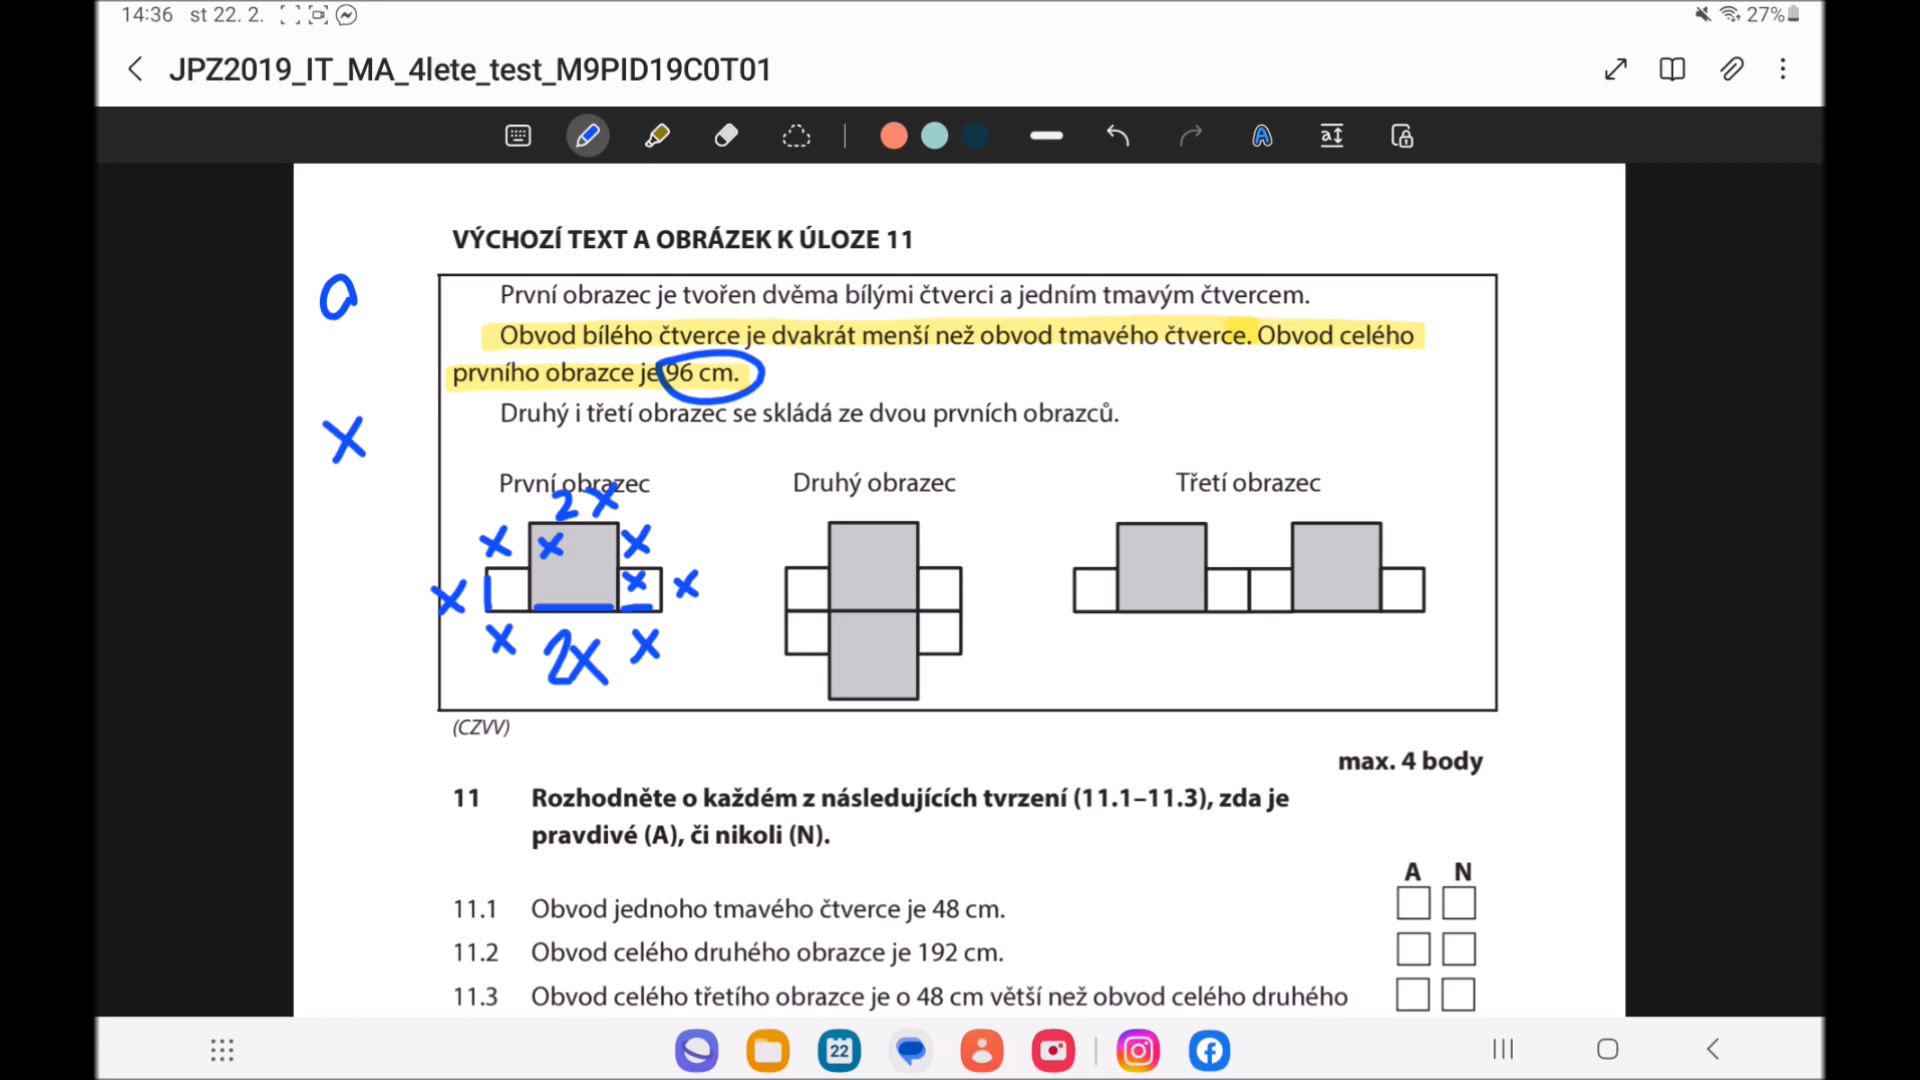 14:36 st 22. 2. 27%
JPZ2019_IT_MA_4lete_test_M9PID19C0T01
VÝCHOZÍ TEXT A OBRÁZEK K ÚLOZE 11
První obrazec je tvořen dvěma bílými čtverci a jedním tmavým čtvercem.
Obvod bílého čtverce je dvakrát menší než obvod tmavého čtverce. Obvod celého
prvního obrazce je 96 cm.
Druhý i třetí obrazec se skládá ze dvou prvních obrazců.
x
První obrazec Druhý obrazec Třetí obrazec
2x
x x x
x x x
x 2x x
(CZVV)
max. 4 body
11 Rozhodněte o každém z následujících tvrzení (11.1–11.3), zda je
pravdivé (A), či nikoli (N).
A N
11.1 Obvod jednoho tmavého čtverce je 48 cm.
11.2 Obvod celého druhého obrazce je 192 cm.
11.3 Obvod celého třetího obrazce je o 48 cm větší než obvod celého druhého
22